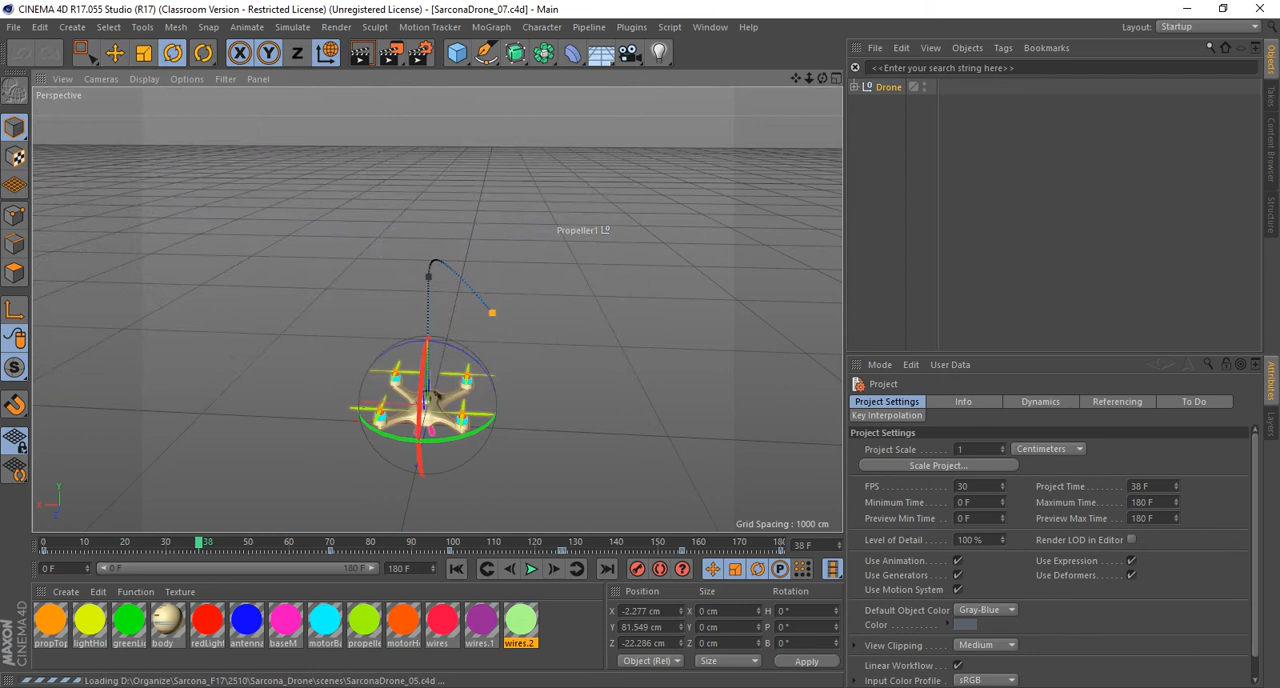 CINEMA 4D R17.055 Studio (R17) (Classroom Version - Restricted License) (Unregistered License) - [SarconaDrone_07.c4d] - Main
File Edit Create Select Tools Mesh Snap Animate Simulate Render Sculpt Motion Tracker MoGraph Character Pipeline Plugins Script Window Help
Layout: Startup
X Y Z
File Edit View Objects Tags Bookmarks
<<Enter your search string here>>
Drone
View Cameras Display Options Filter Panel
Perspective
Propeller1
Y
X
Z
Grid Spacing : 1000 cm
Objects
Takes
Content Browser
Structure
Attributes
Layers
Mode Edit User Data
Project
Project Settings Info Dynamics Referencing To Do
Key Interpolation
Project Settings
Project Scale 1 Centimeters
Scale Project...
FPS 30 Project Time 38 F
Minimum Time 0 F Maximum Time 180 F
Preview Min Time 0 F Preview Max Time 180 F
Level of Detail 100 % Render LOD in Editor
Use Animation Use Expression
Use Generators Use Deformers
Use Motion System
Default Object Color Gray-Blue
Color
View Clipping Medium
Linear Workflow
Input Color Profile sRGB
0 10 20 30 38 50 60 70 80 90 100 110 120 130 140 150 160 170 180
38 F
0 F 0 F 180 F 180 F
P
Create Edit Function Texture
propTop lightHo greenLi body redLight antenna baseM motorBa propelle motorHo wires wires.1 wires.2
Position Size Rotation
X -2.277 cm X 0 cm H 0 °
Y 81.549 cm Y 0 cm P 0 °
Z -22.286 cm Z 0 cm B 0 °
Object (Rel) Size Apply
MAXON CINEMA 4D
Loading D:\Organize\Sarcona_F17\2510\Sarcona_Drone\scenes\SarconaDrone_05.c4d ...